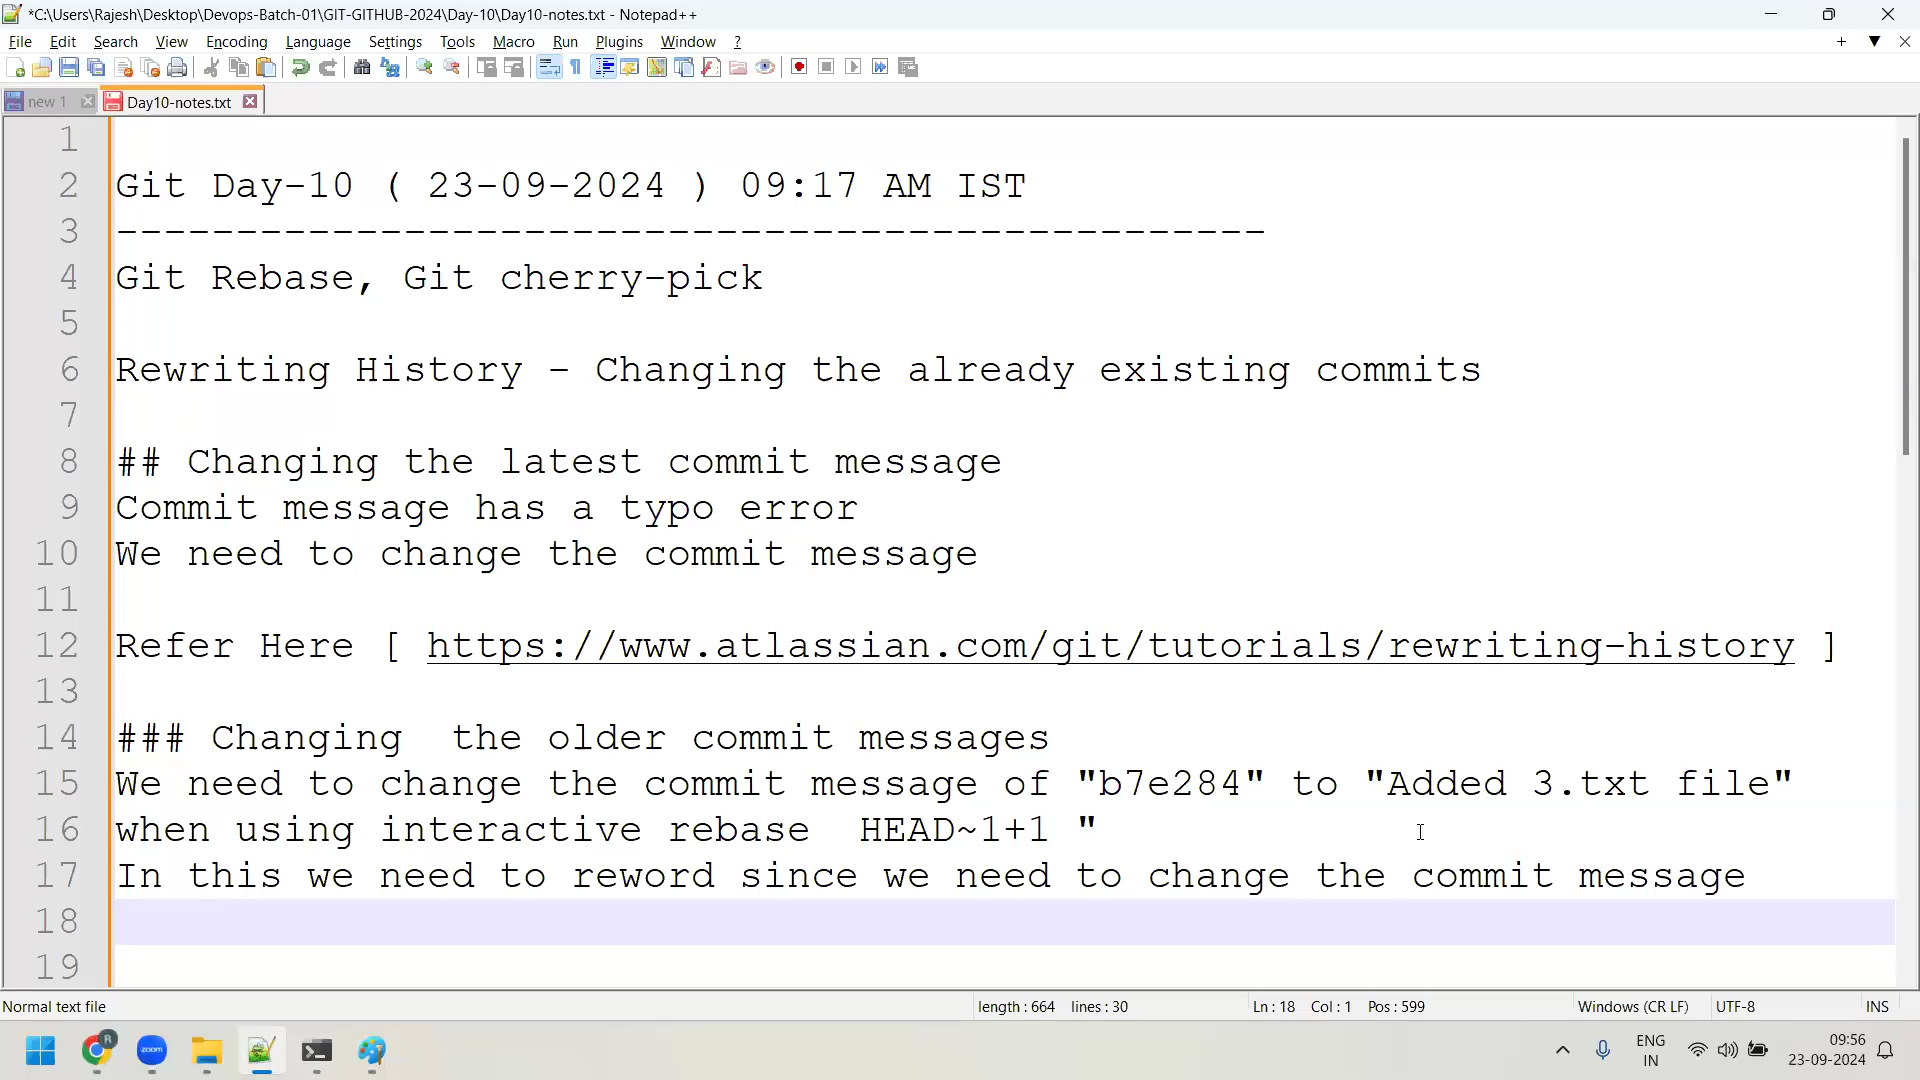 *C:\Users\Rajesh\Desktop\Devops-Batch-01\GIT-GITHUB-2024\Day-10\Day10-notes.txt - Notepad++
File Edit Search View Encoding Language Settings Tools Macro Run Plugins Window ?
new 1 Day10-notes.txt
1
2 Git Day-10 ( 23-09-2024 ) 09:17 AM IST
3 ------------------------------------------------
4 Git Rebase, Git cherry-pick
5
6 Rewriting History - Changing the already existing commits
7
8 ## Changing the latest commit message
9 Commit message has a typo error
10 We need to change the commit message
11
12 Refer Here [ https://www.atlassian.com/git/tutorials/rewriting-history ]
13
14 ### Changing  the older commit messages
15 We need to change the commit message of "b7e284" to "Added 3.txt file"
16 when using interactive rebase  HEAD~1+1 "
17 In this we need to reword since we need to change the commit message
18
19
Normal text file length : 664 lines : 30 Ln : 18 Col : 1 Pos : 599 Windows (CR LF) UTF-8 INS
R zoom ENG IN 09:56 23-09-2024